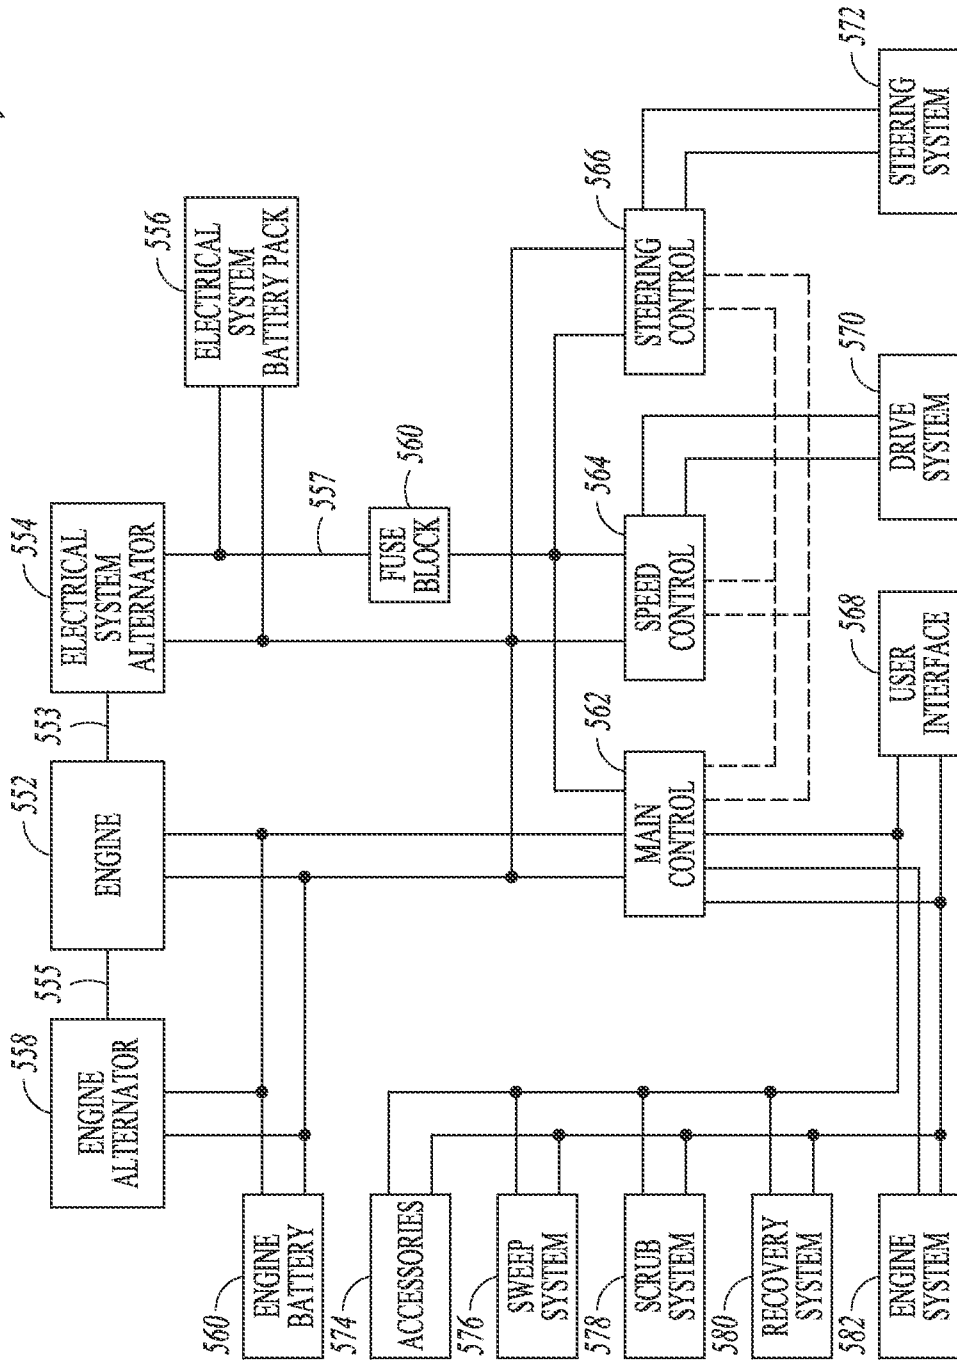 558
ENGINE
ALTERNATOR
555
552
ENGINE
553
554
ELECTRICAL
SYSTEM
ALTERNATOR
556
ELECTRICAL
SYSTEM
BATTERY PACK
560
ENGINE
BATTERY
557
560
FUSE
BLOCK
574
ACCESSORIES
576
SWEEP
SYSTEM
578
SCRUB
SYSTEM
580
RECOVERY
SYSTEM
582
ENGINE
SYSTEM
562
MAIN
CONTROL
564
SPEED
CONTROL
566
STEERING
CONTROL
568
USER
INTERFACE
570
DRIVE
SYSTEM
572
STEERING
SYSTEM